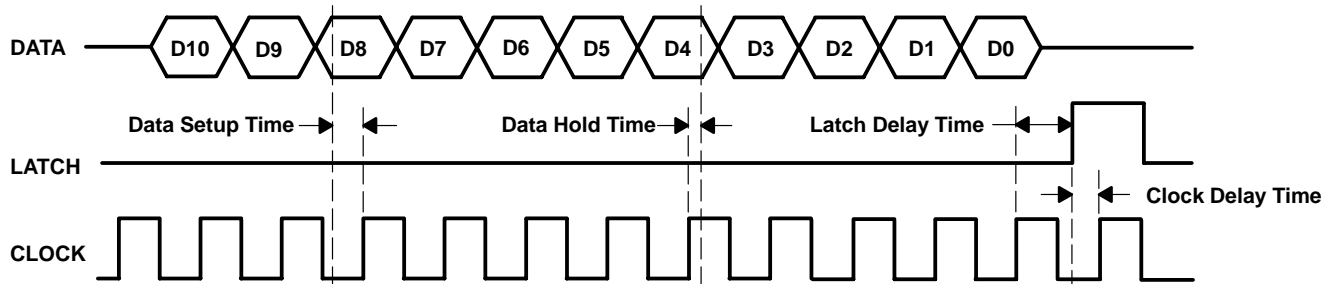 DATA D10 D9 D8 D7 D6 D5 D4 D3 D2 D1 D0
Data Setup Time Data Hold Time Latch Delay Time
LATCH
Clock Delay Time
CLOCK